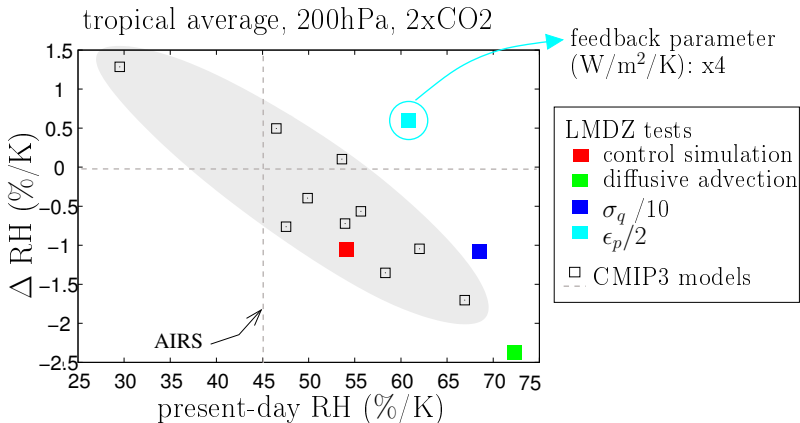 tropical average, 200hPa, 2xCO2
feedback parameter
(W/m²/K): x4
1.5
1
0.5
0
−0.5
−1
−1.5
−2
−2.5
Δ RH (%/K)
AIRS
25 30 35 40 45 50 55 60 65 70 75
present-day RH (%/K)
LMDZ tests
control simulation
diffusive advection
σq /10
ϵp/2
CMIP3 models